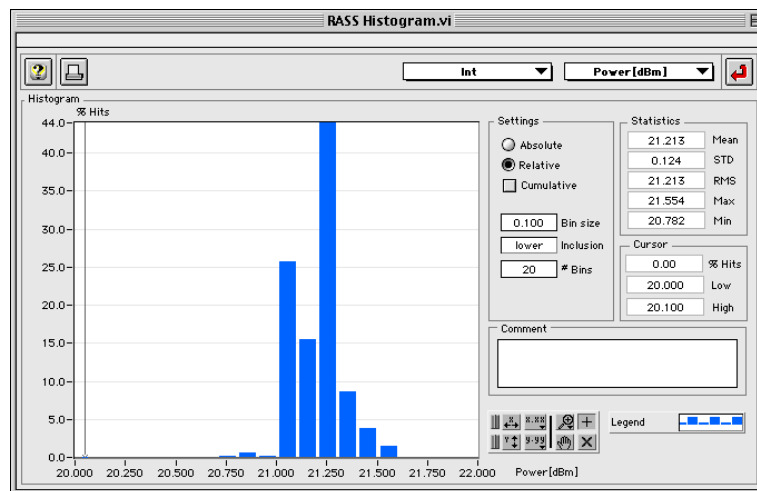 RASS Histogram.vi
Int
Power[dBm]
Histogram
% Hits
44.0
40.0
35.0
30.0
25.0
20.0
15.0
10.0
5.0
0.0
20.000 20.250 20.500 20.750 21.000 21.250 21.500 21.750 22.000
Power[dBm]
Settings
Absolute
Relative
Cumulative
0.100 Bin size
lower Inclusion
20 # Bins
Statistics
21.213 Mean
0.124 STD
21.213 RMS
21.554 Max
20.782 Min
Cursor
0.00 % Hits
20.000 Low
20.100 High
Comment
X X.XX
Y Y.YY
Legend